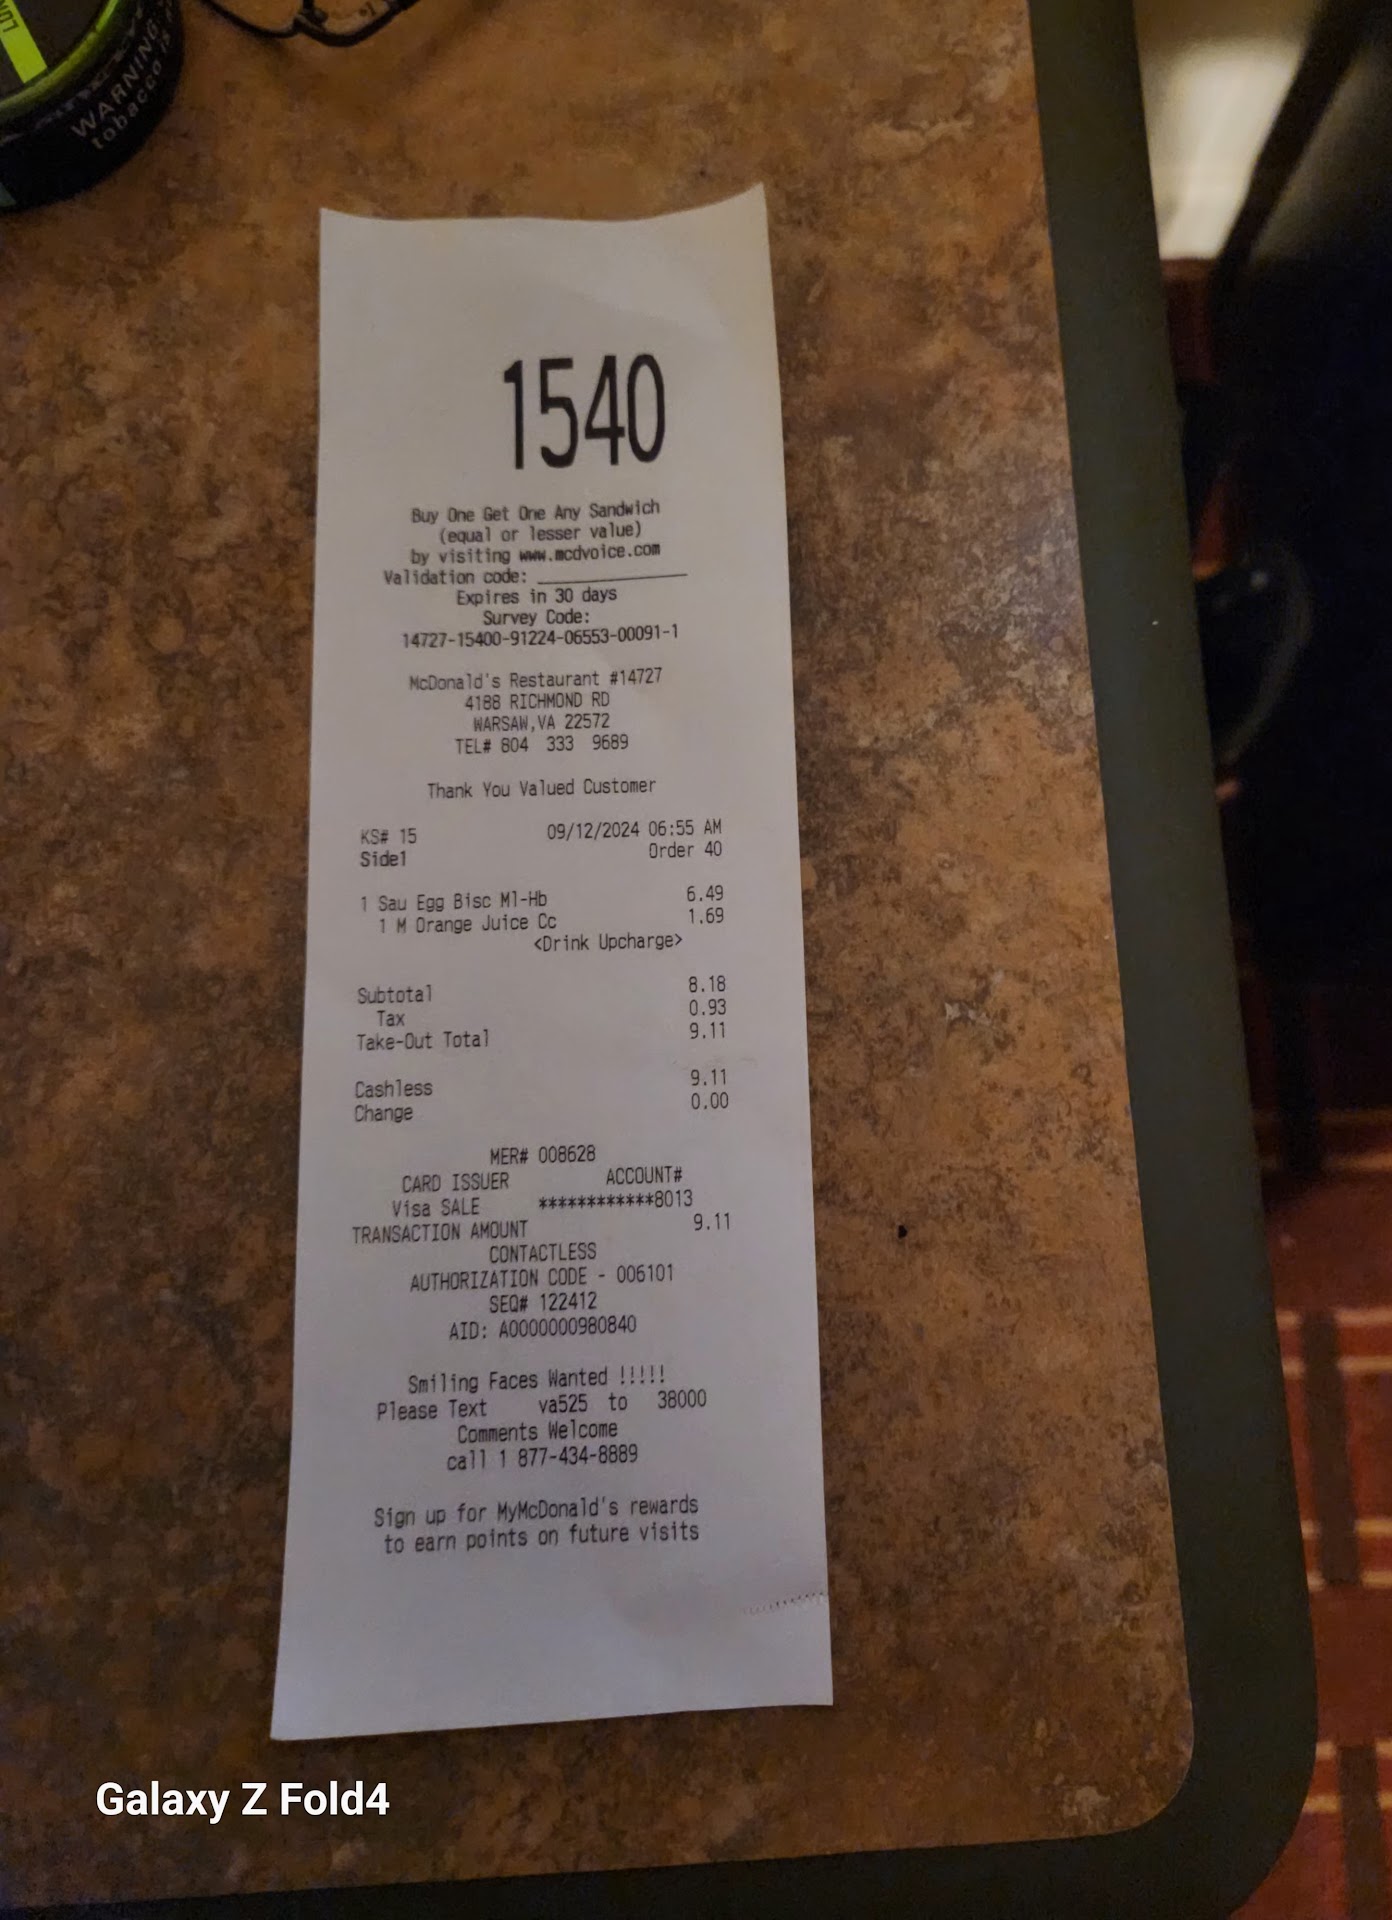 WARNING
tobacco
1540
Buy One Get One Any Sandwich
(equal or lesser value)
by visiting www.mcdvoice.com
Validation code: _______________
Expires in 30 days
Survey Code:
14727-15400-91224-06553-00091-1
McDonald's Restaurant #14727
4188 RICHMOND RD
WARSAW,VA 22572
TEL# 804 333 9689
Thank You Valued Customer
KS# 15 09/12/2024 06:55 AM
Side1 Order 40
1 Sau Egg Bisc Ml-Hb 6.49
1 M Orange Juice Cc 1.69
<Drink Upcharge>
Subtotal 8.18
Tax 0.93
Take-Out Total 9.11
Cashless 9.11
Change 0.00
MER# 008628
CARD ISSUER ACCOUNT#
Visa SALE ************8013
TRANSACTION AMOUNT 9.11
CONTACTLESS
AUTHORIZATION CODE - 006101
SEQ# 122412
AID: A0000000980840
Smiling Faces Wanted !!!!!
Please Text va525 to 38000
Comments Welcome
call 1 877-434-8889
Sign up for MyMcDonald's rewards
to earn points on future visits
Galaxy Z Fold4